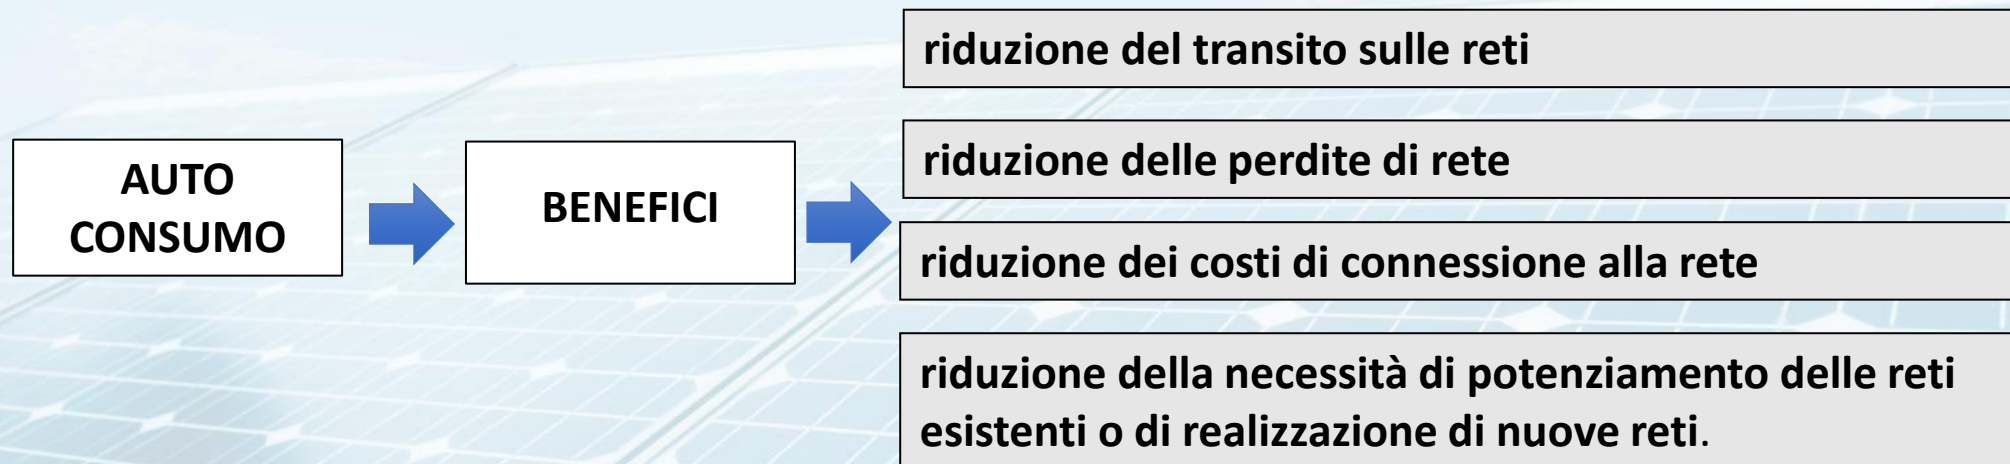 AUTO
CONSUMO
BENEFICI
riduzione del transito sulle reti
riduzione delle perdite di rete
riduzione dei costi di connessione alla rete
riduzione della necessità di potenziamento delle reti
esistenti o di realizzazione di nuove reti.